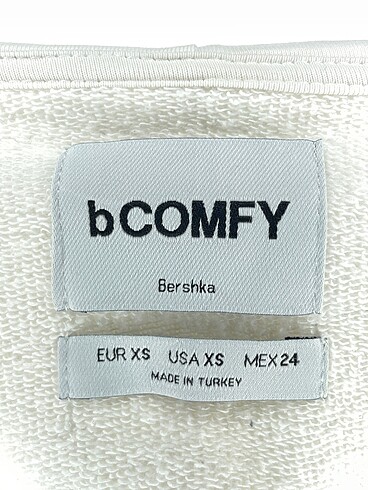 bCOMFY
Bershka
EUR XS USA XS MEX 24
MADE IN TURKEY